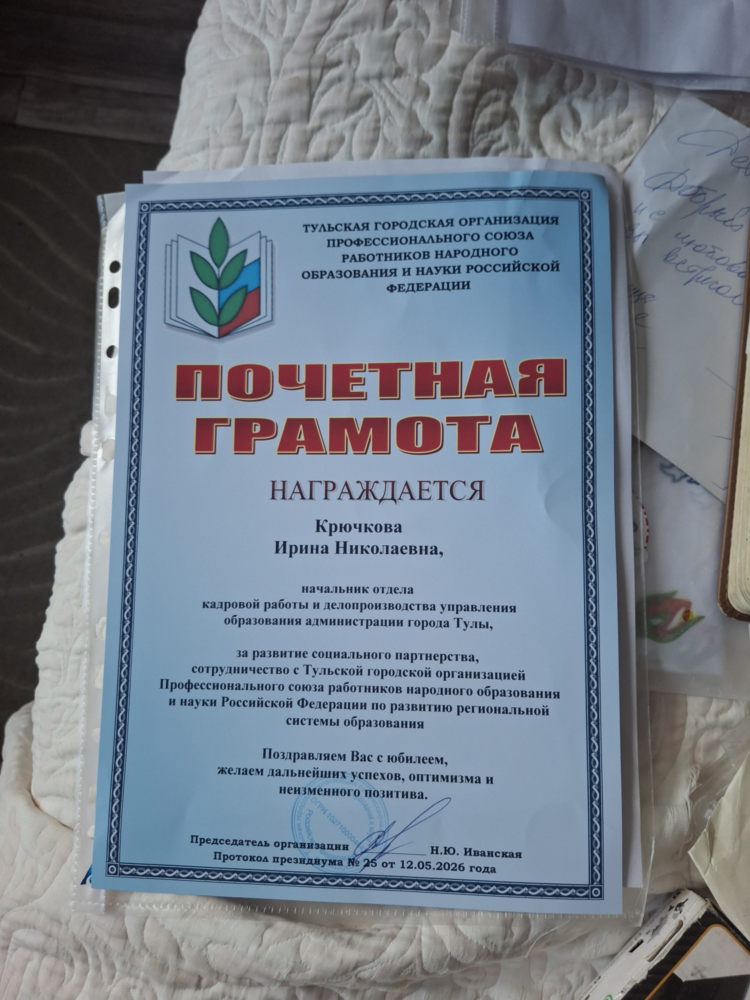 ТУЛЬСКАЯ ГОРОДСКАЯ ОРГАНИЗАЦИЯ
ПРОФЕССИОНАЛЬНОГО СОЮЗА
РАБОТНИКОВ НАРОДНОГО
ОБРАЗОВАНИЯ И НАУКИ РОССИЙСКОЙ
ФЕДЕРАЦИИ
ПОЧЕТНАЯ
ГРАМОТА
НАГРАЖДАЕТСЯ
Крючкова
Ирина Николаевна,
начальник отдела
кадровой работы и делопроизводства управления
образования администрации города Тулы,
за развитие социального партнерства,
сотрудничество с Тульской городской организацией
Профессионального союза работников народного образования
и науки Российской Федерации по развитию региональной
системы образования
Поздравляем Вас с юбилеем,
желаем дальнейших успехов, оптимизма и
неизменного позитива.
Председатель организации Н.Ю. Иванская
Протокол президиума № 25 от 12.05.2026 года